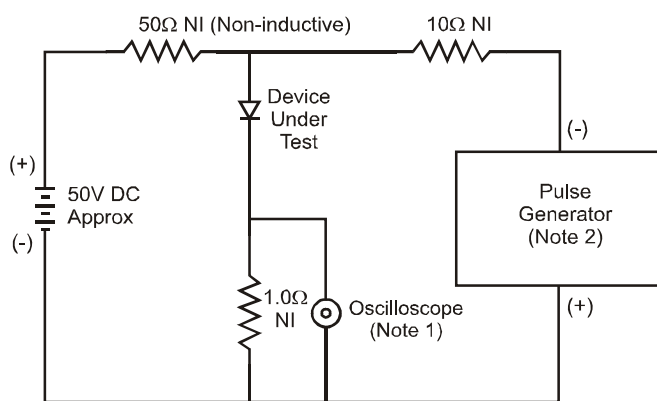 50Ω NI (Non-inductive)
10Ω NI
Device
Under
Test
(-)
(+)
50V DC
Approx
(-)
Pulse
Generator
(Note 2)
1.0Ω
NI
Oscilloscope
(Note 1)
(+)